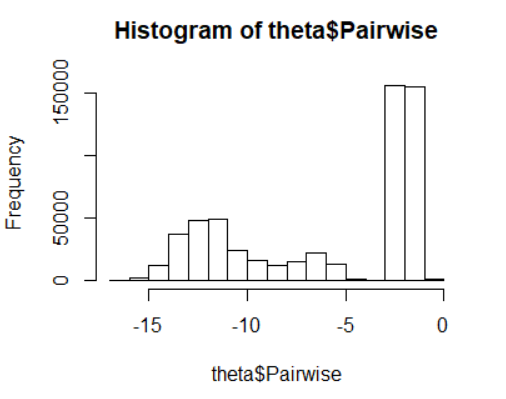 Histogram of theta$Pairwise
Frequency
0 50000 150000
-15 -10 -5 0
theta$Pairwise